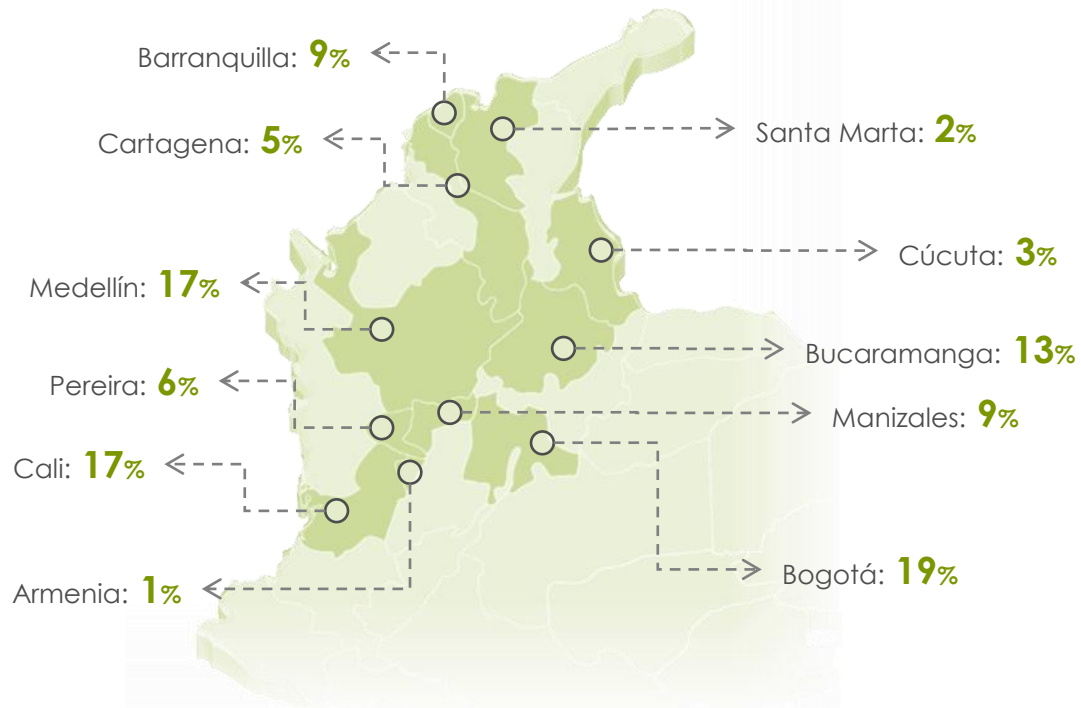 Barranquilla: 9%
Cartagena: 5%
Santa Marta: 2%
Cúcuta: 3%
Medellín: 17%
Bucaramanga: 13%
Pereira: 6%
Manizales: 9%
Cali: 17%
Bogotá: 19%
Armenia: 1%